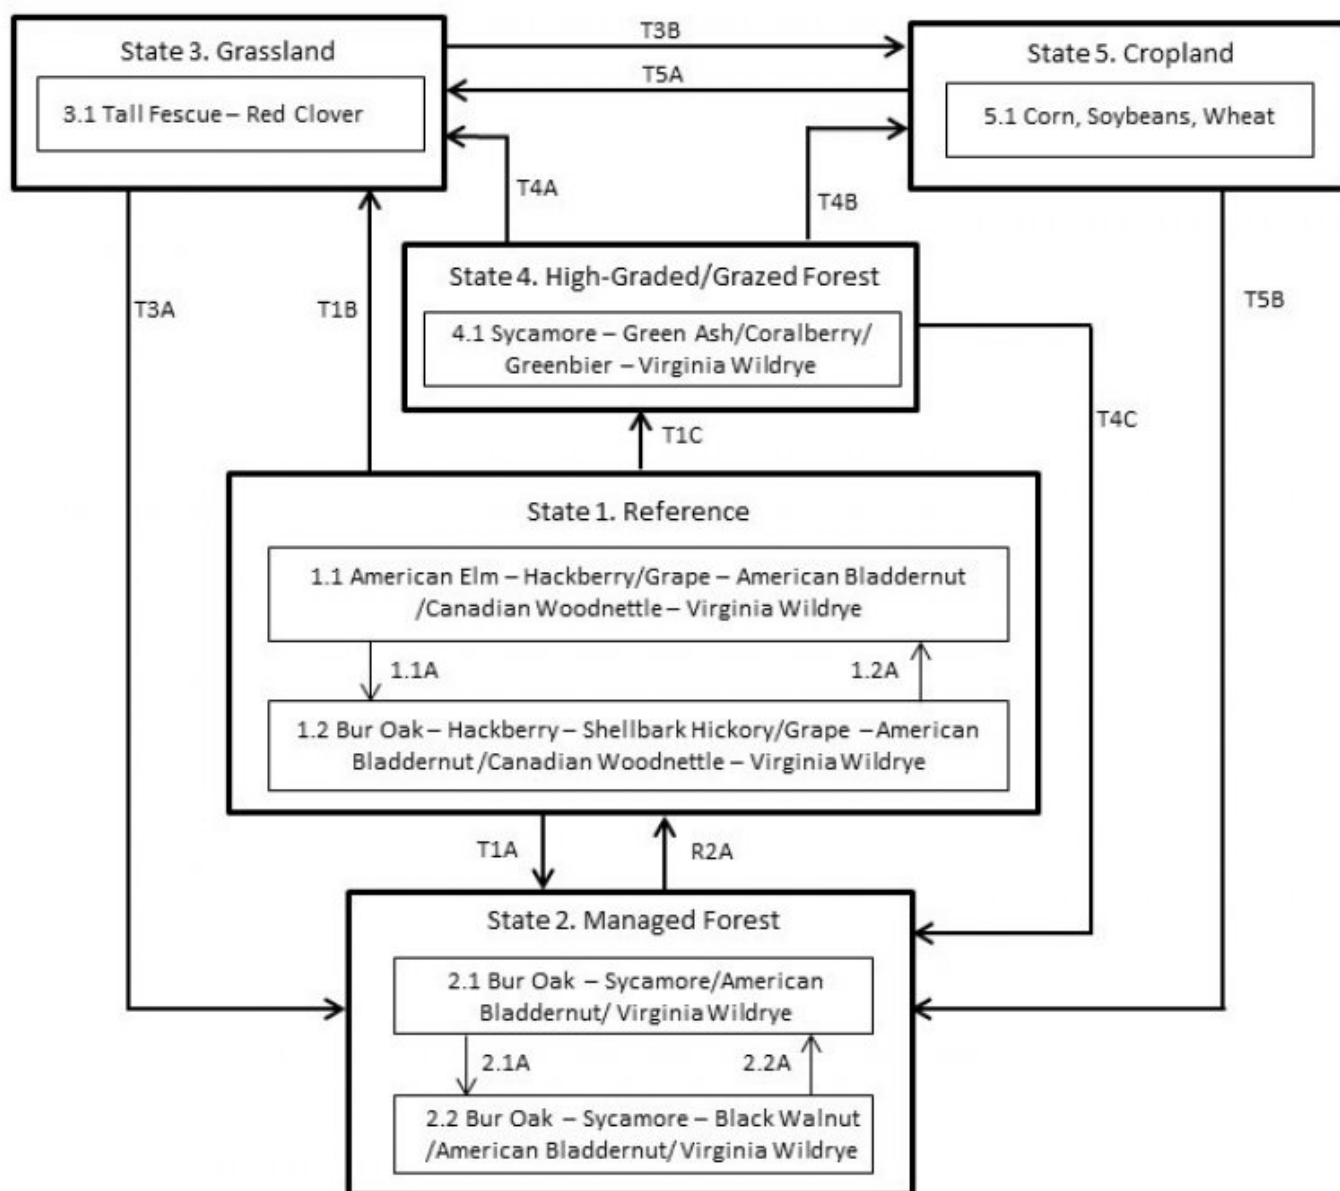 State 3. Grassland
3.1 Tall Fescue – Red Clover
T3B
T5A
State 5. Cropland
5.1 Corn, Soybeans, Wheat
T4A
T4B
T3A
T1B
State 4. High-Graded/Grazed Forest
4.1 Sycamore – Green Ash/Coralberry/
Greenbier – Virginia Wildrye
T5B
T4C
T1C
State 1. Reference
1.1 American Elm – Hackberry/Grape – American Bladdernut
/Canadian Woodnettle – Virginia Wildrye
1.1A
1.2A
1.2 Bur Oak – Hackberry – Shellbark Hickory/Grape – American
Bladdernut /Canadian Woodnettle – Virginia Wildrye
T1A
R2A
State 2. Managed Forest
2.1 Bur Oak – Sycamore/American
Bladdernut/ Virginia Wildrye
2.1A
2.2A
2.2 Bur Oak – Sycamore – Black Walnut
/American Bladdernut/ Virginia Wildrye